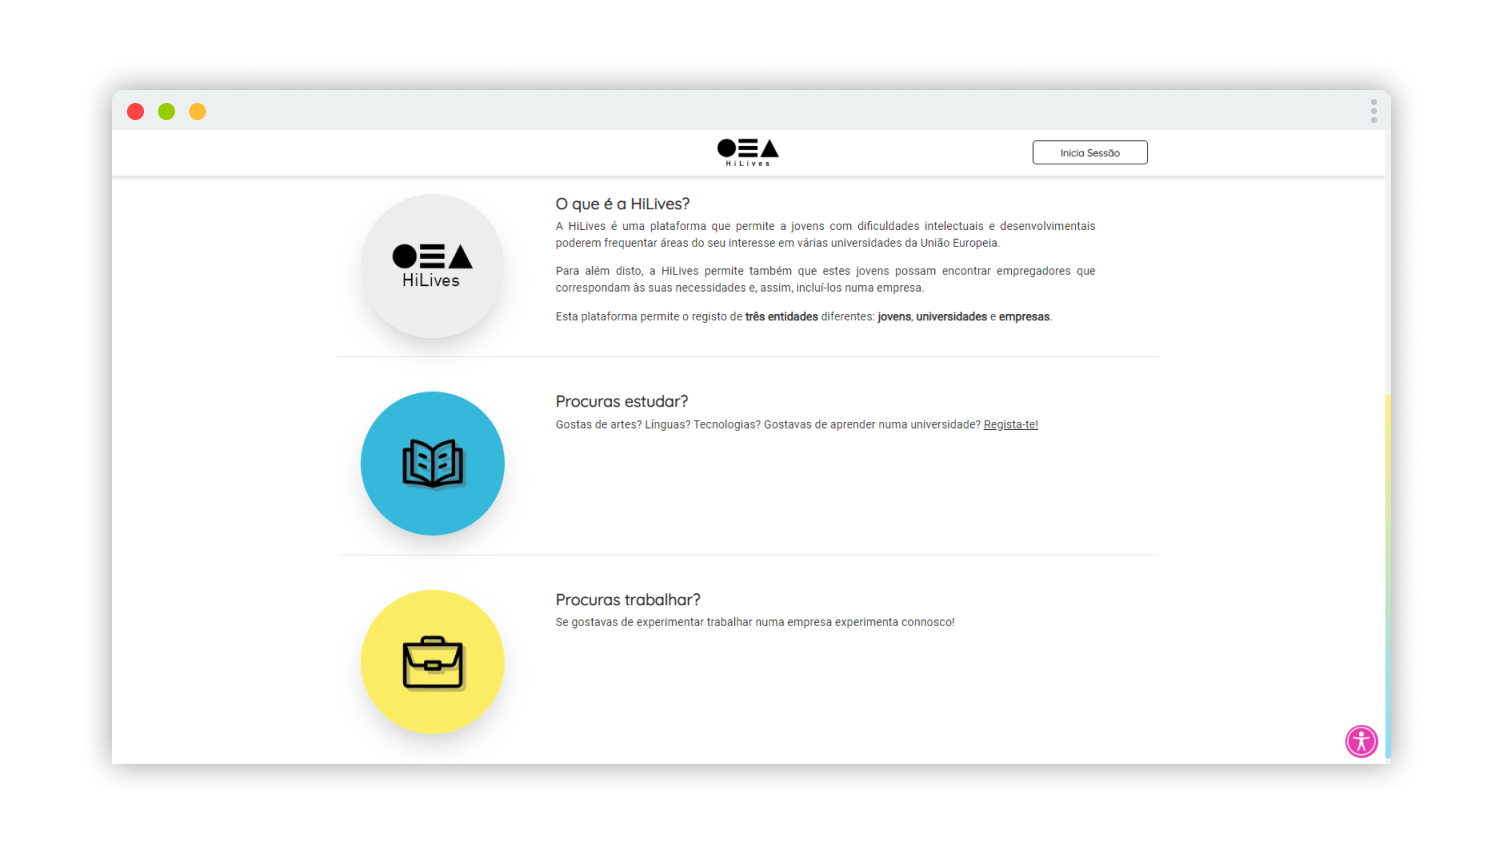 HiLives
Inicia Sessão
HiLives
O que é a HiLives?
A HiLives é uma plataforma que permite a jovens com dificuldades intelectuais e desenvolvimentais
poderem frequentar áreas do seu interesse em várias universidades da União Europeia.
Para além disto, a HiLives permite também que estes jovens possam encontrar empregadores que
correspondam às suas necessidades e, assim, incluí-los numa empresa.
Esta plataforma permite o registo de três entidades diferentes: jovens, universidades e empresas.
Procuras estudar?
Gostas de artes? Línguas? Tecnologias? Gostavas de aprender numa universidade? Regista-te!
Procuras trabalhar?
Se gostavas de experimentar trabalhar numa empresa experimenta connosco!